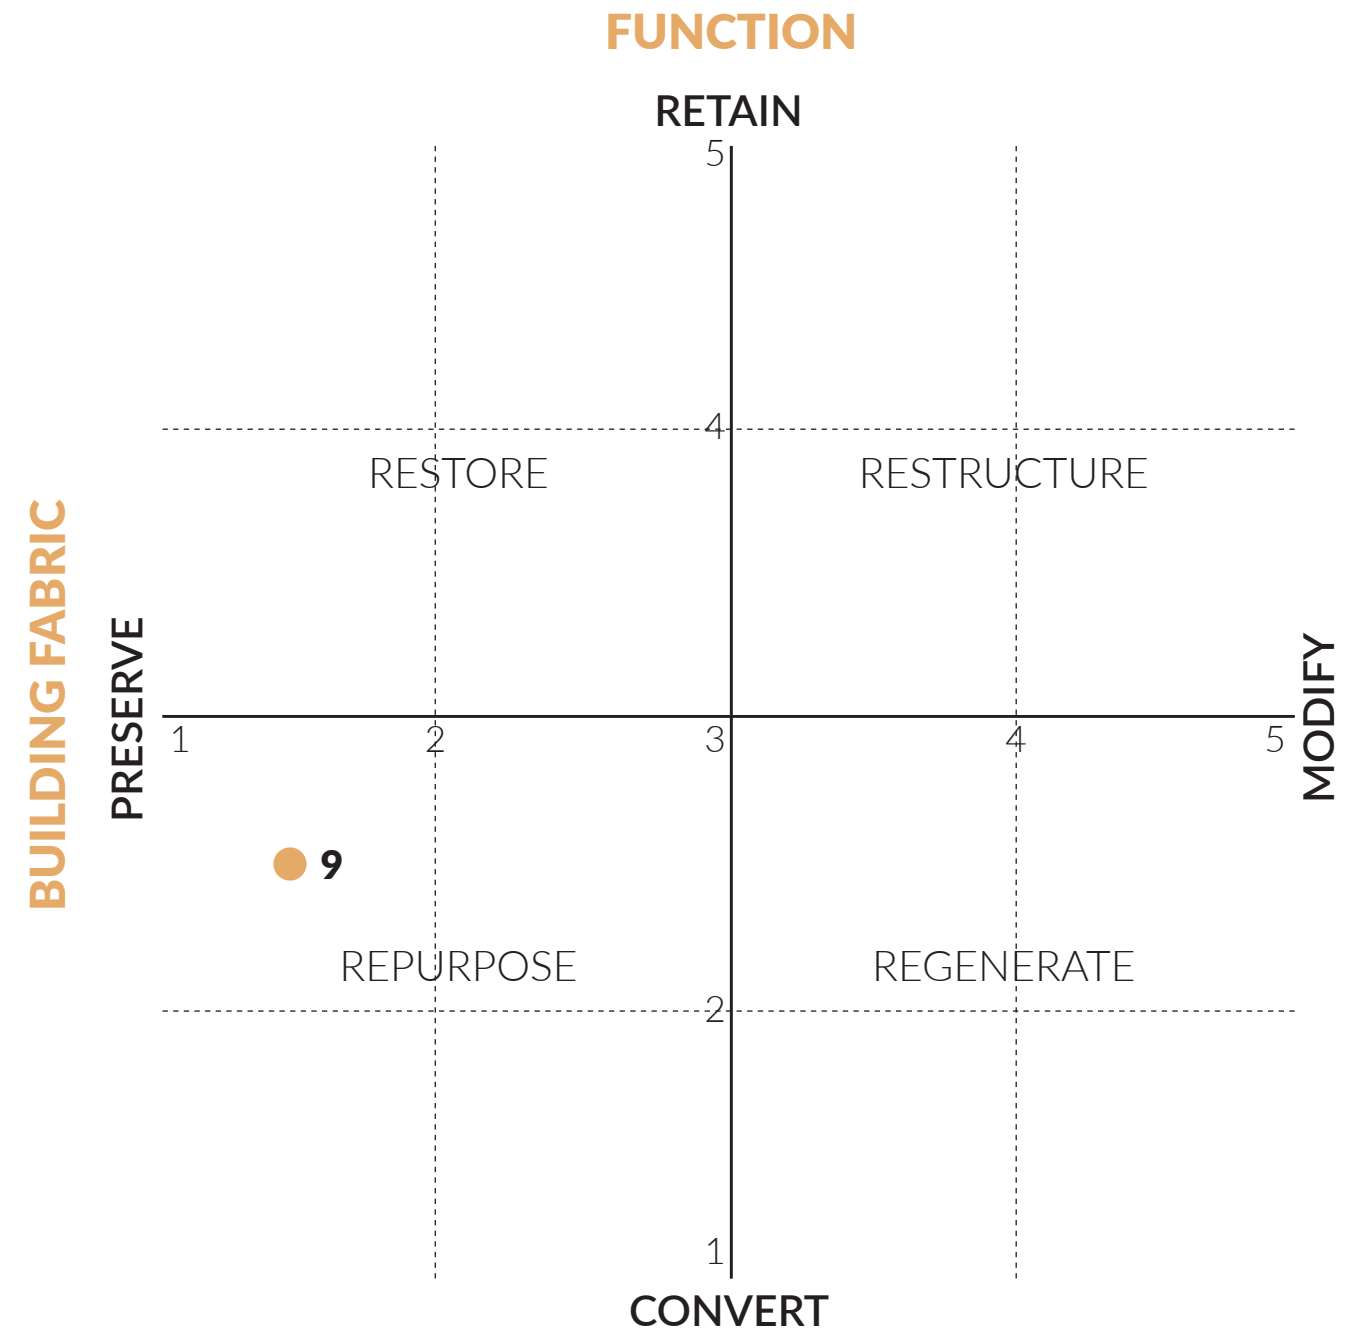 FUNCTION
RETAIN
5
4
RESTORE
RESTRUCTURE
BUILDING FABRIC
PRESERVE
MODIFY
1
2
3
4
5
9
REPURPOSE
REGENERATE
2
1
CONVERT